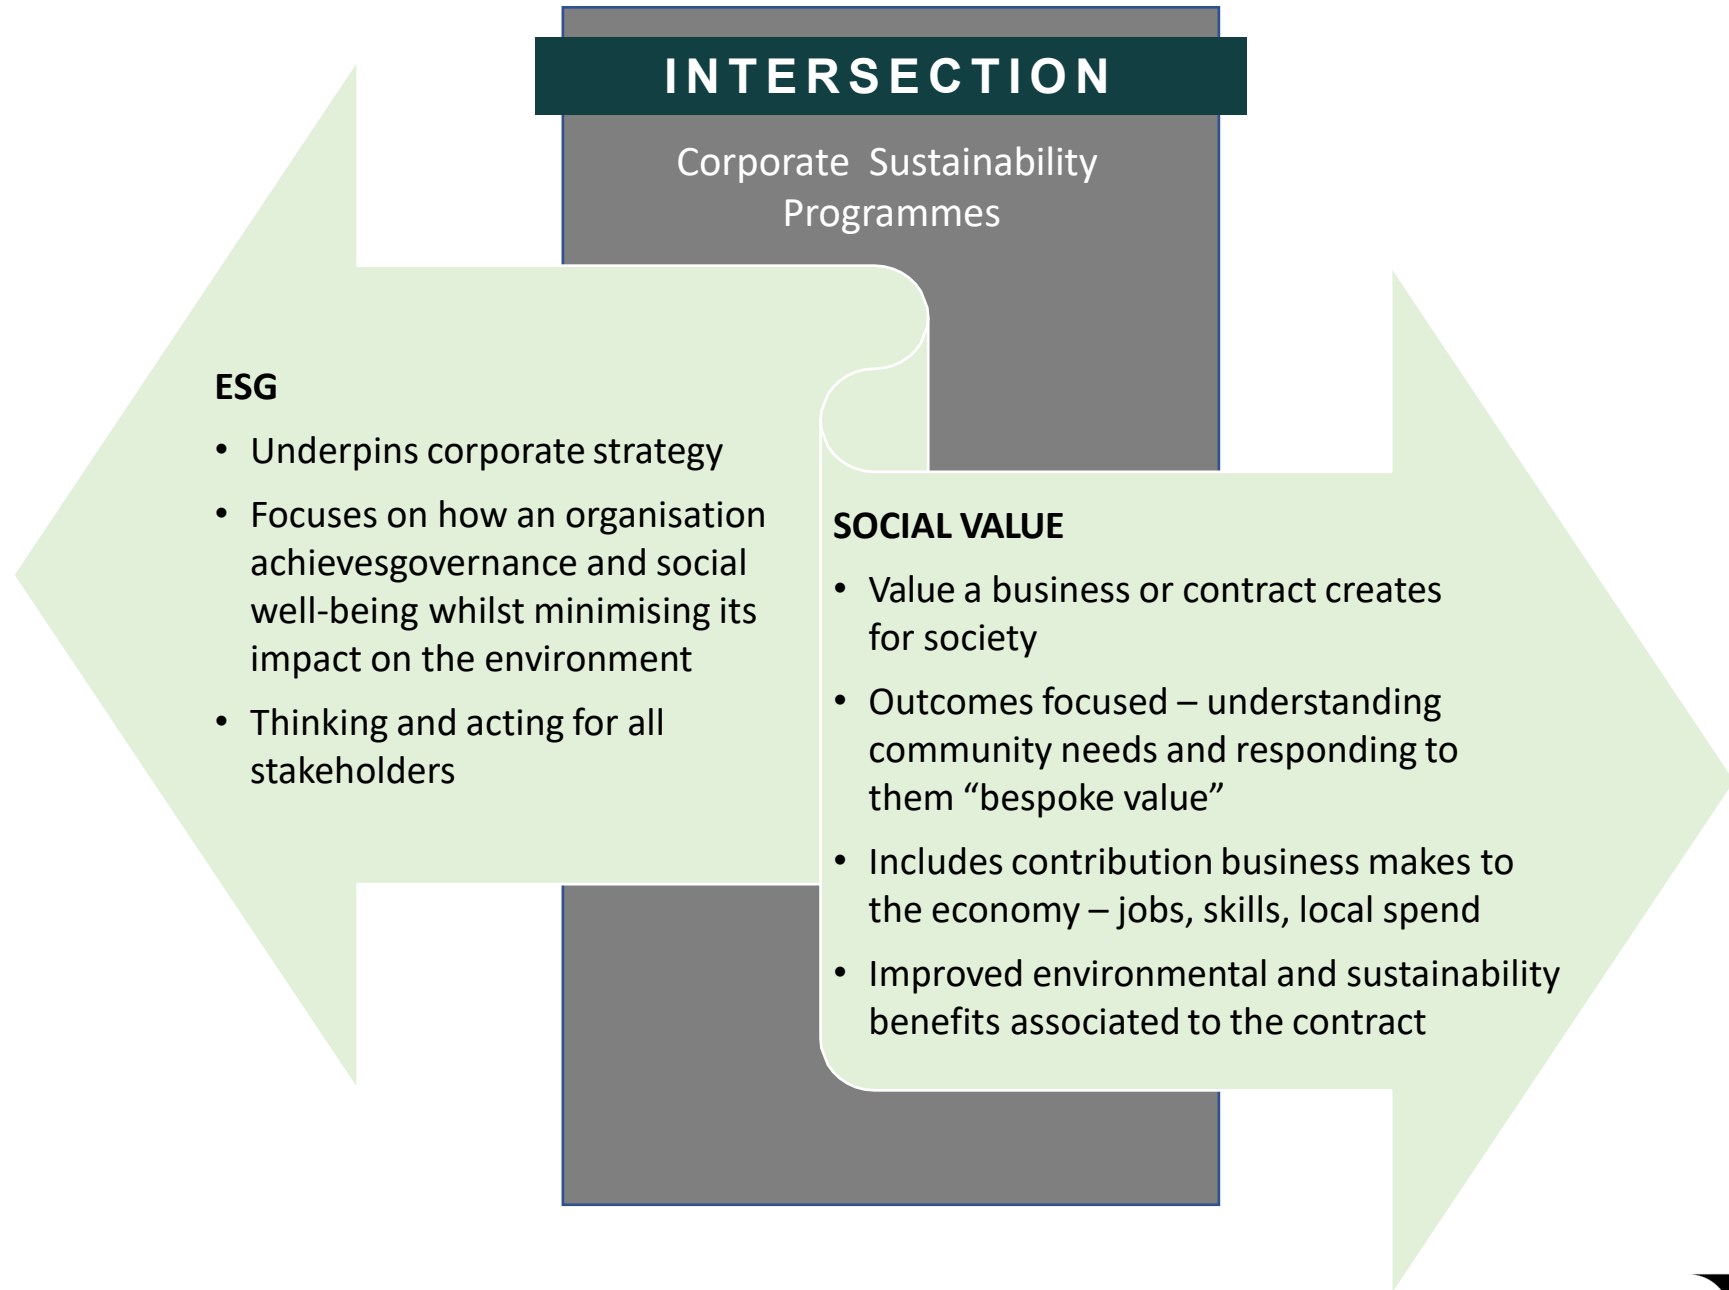 INTERSECTION
Corporate Sustainability
Programmes
ESG
• Underpins corporate strategy
• Focuses on how an organisation
achievesgovernance and social
well-being whilst minimising its
impact on the environment
• Thinking and acting for all
stakeholders
SOCIAL VALUE
• Value a business or contract creates
for society
• Outcomes focused – understanding
community needs and responding to
them “bespoke value”
• Includes contribution business makes to
the economy – jobs, skills, local spend
• Improved environmental and sustainability
benefits associated to the contract